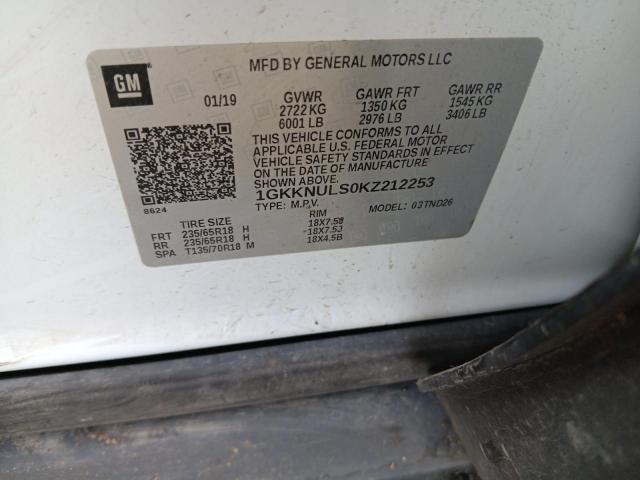 GM
MFD BY GENERAL MOTORS LLC
01/19 GVWR GAWR FRT GAWR RR
2722 KG 1350 KG 1545 KG
6001 LB 2976 LB 3406 LB
THIS VEHICLE CONFORMS TO ALL
APPLICABLE U.S. FEDERAL MOTOR
VEHICLE SAFETY STANDARDS IN EFFECT
ON THE DATE OF MANUFACTURE
SHOWN ABOVE.
1GKKNULS0KZ212253
8624
TYPE: M.P.V. MODEL: 03TND26
TIRE SIZE RIM
FRT 235/65R18 H 18X7.5J
RR 235/65R18 H 18X7.5J
SPA T135/70R18 M 18X4.5B